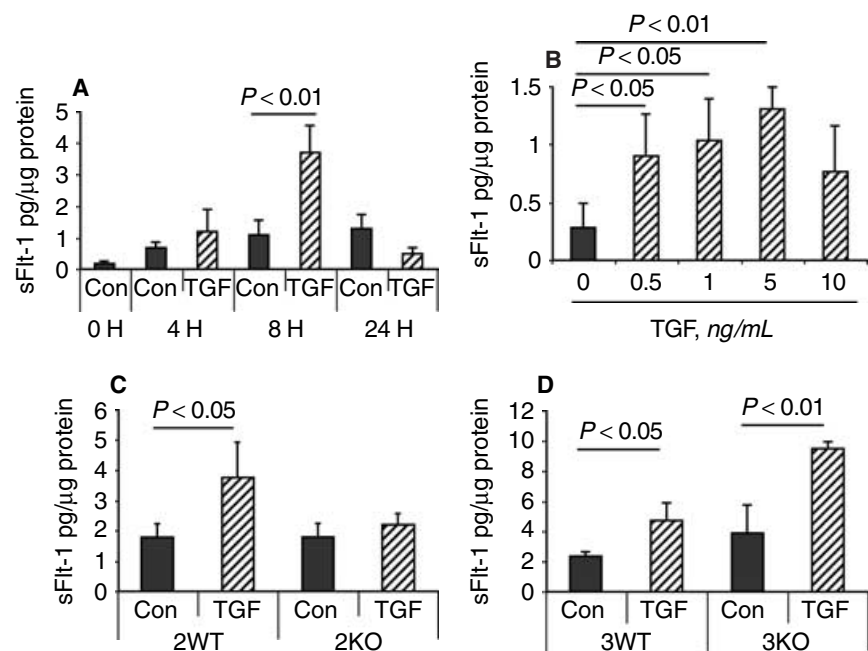 A
P < 0.01
sFlt-1 pg/μg protein
5
4
3
2
1
0
Con Con TGF Con TGF Con TGF
0 H 4 H 8 H 24 H
B
P < 0.01
P < 0.05
P < 0.05
sFlt-1 pg/μg protein
1.5
1
0.5
0
0 0.5 1 5 10
TGF, ng/mL
C
P < 0.05
sFlt-1 pg/μg protein
6
5
4
3
2
1
0
Con TGF Con TGF
2WT 2KO
D
P < 0.05
P < 0.01
sFlt-1 pg/μg protein
12
10
8
6
4
2
0
Con TGF Con TGF
3WT 3KO